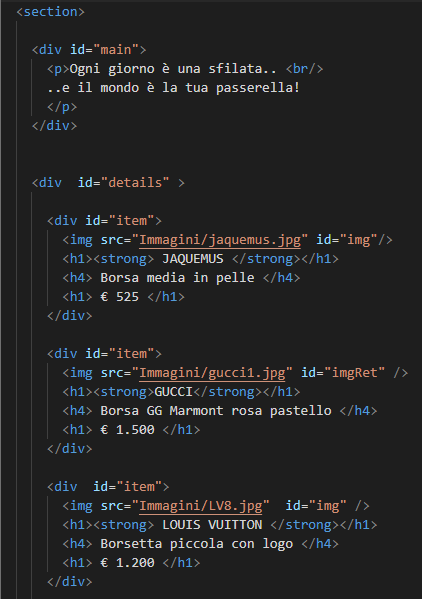 <section>
<div id="main">
<p>Ogni giorno è una sfilata.. <br/>
..e il mondo è la tua passerella!
</p>
</div>
<div  id="details" >
<div id="item">
<img src="Immagini/jaquemus.jpg" id="img"/>
<h1><strong> JAQUEMUS </strong></h1>
<h4> Borsa media in pelle </h4>
<h1> € 525 </h1>
</div>
<div id="item">
<img src="Immagini/gucci1.jpg" id="imgRet" />
<h1><strong>GUCCI</strong></h1>
<h4> Borsa GG Marmont rosa pastello </h4>
<h1> € 1.500 </h1>
</div>
<div  id="item">
<img src="Immagini/LV8.jpg"  id="img" />
<h1><strong> LOUIS VUITTON </strong></h1>
<h4> Borsetta piccola con logo </h4>
<h1> € 1.200 </h1>
</div>